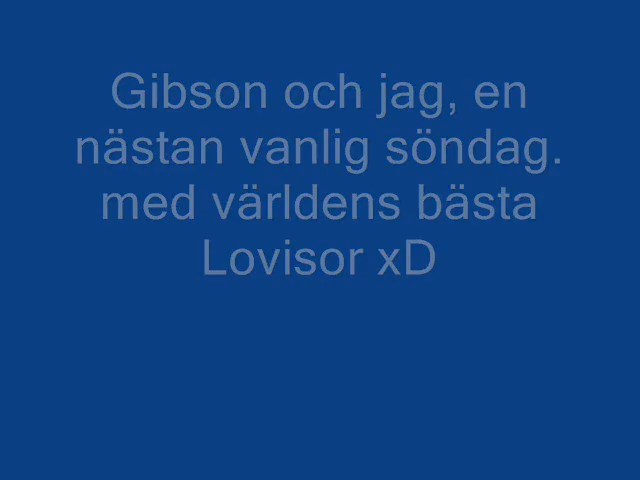 Gibson och jag, en
nästan vanlig söndag.
med världens bästa
Lovisor xD